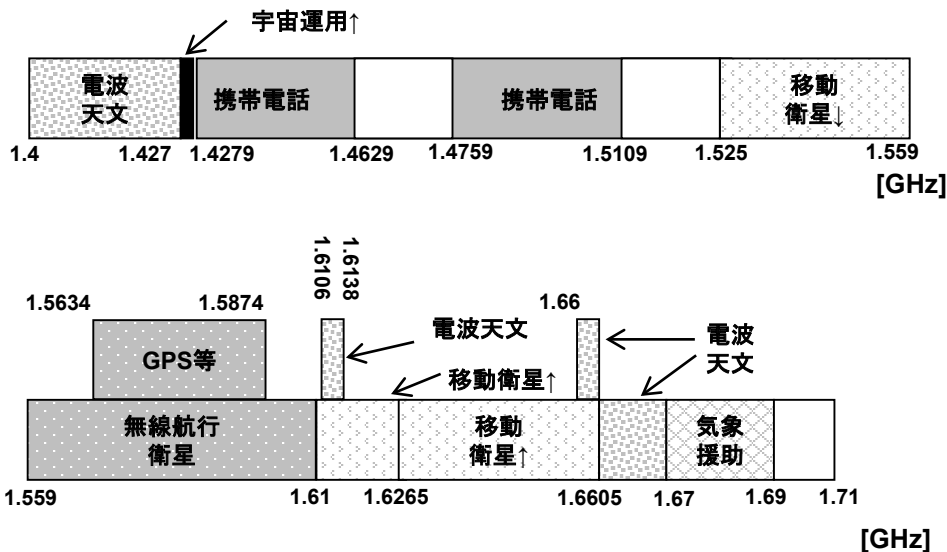 宇宙運用↑
電波
天文
携帯電話
携帯電話
移動
衛星↓
1.4
1.427
1.4279
1.4629
1.4759
1.5109
1.525
1.559
[GHz]
1.5634
1.5874
1.6106
1.6138
1.66
GPS等
電波天文
電波
天文
移動衛星↑
無線航行
衛星
移動
衛星↑
気象
援助
1.559
1.61
1.6265
1.6605
1.67
1.69
1.71
[GHz]